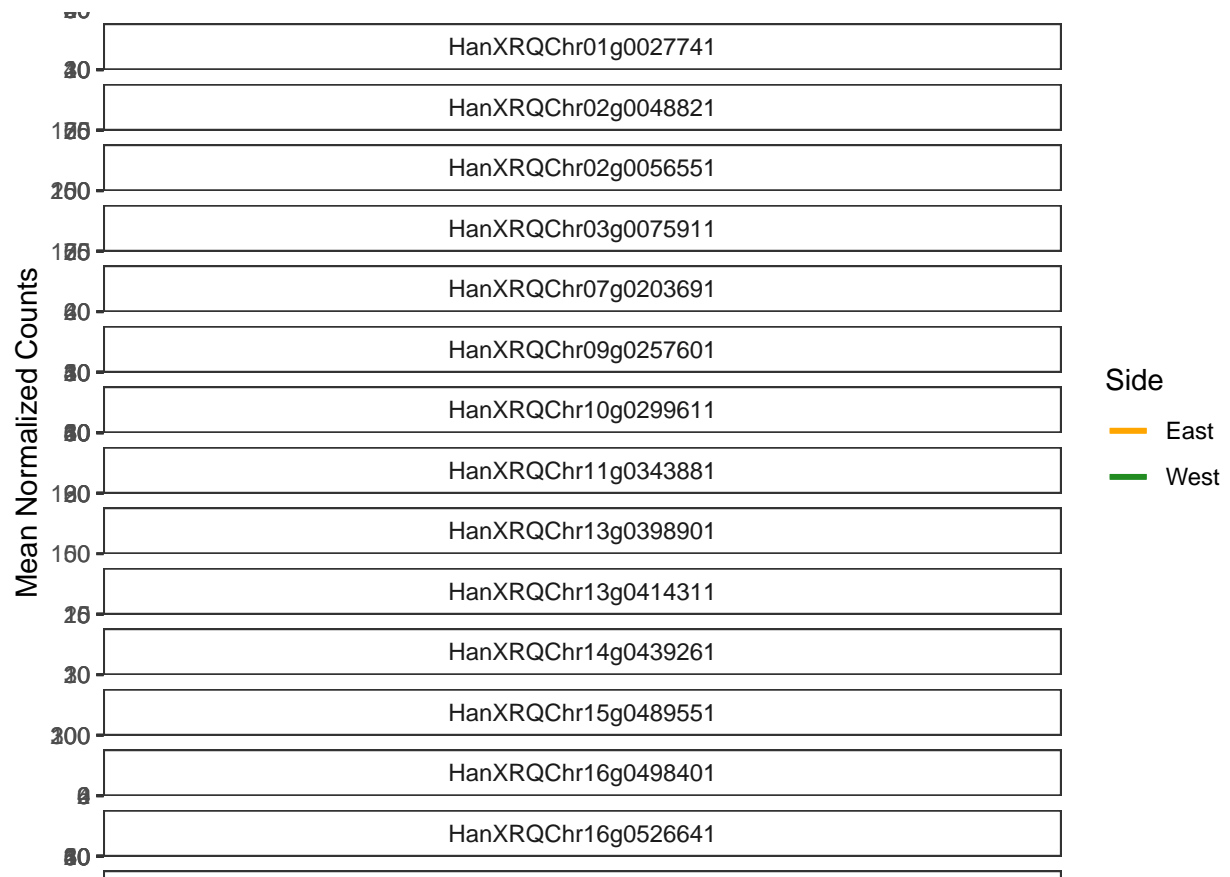 HanXRQChr01g0027741
HanXRQChr02g0048821
HanXRQChr02g0056551
HanXRQChr03g0075911
HanXRQChr07g0203691
HanXRQChr09g0257601
HanXRQChr10g0299611
HanXRQChr11g0343881
HanXRQChr13g0398901
HanXRQChr13g0414311
HanXRQChr14g0439261
HanXRQChr15g0489551
HanXRQChr16g0498401
HanXRQChr16g0526641
Mean Normalized Counts
Side
East
West